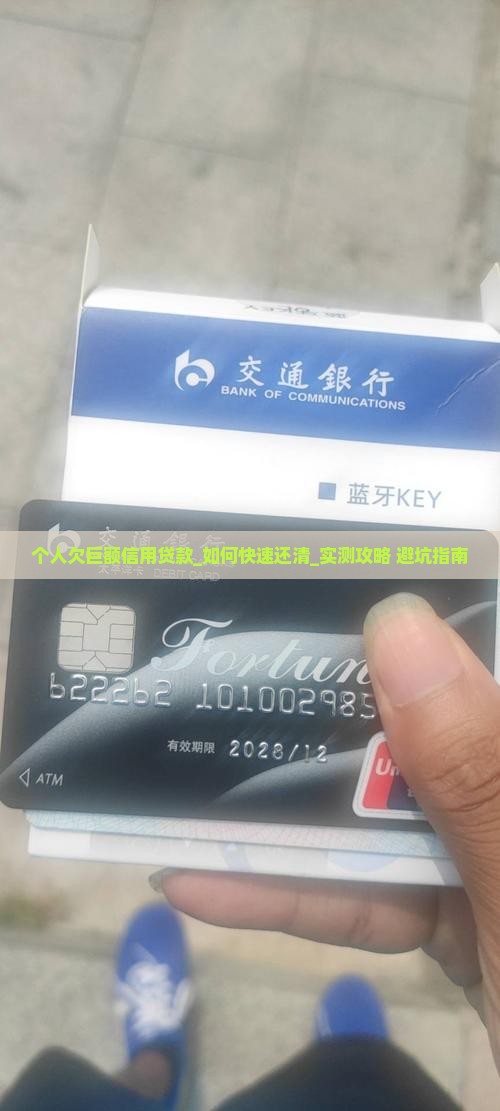 交通銀行
BANK OF COMMUNICATIONS
蓝牙KEY
个人欠巨额信用贷款_如何快速还清_实测攻略 避坑指南
DEBIT CARD
Fortun
622262 101002985
有效期限 2028/12
ATM
Un